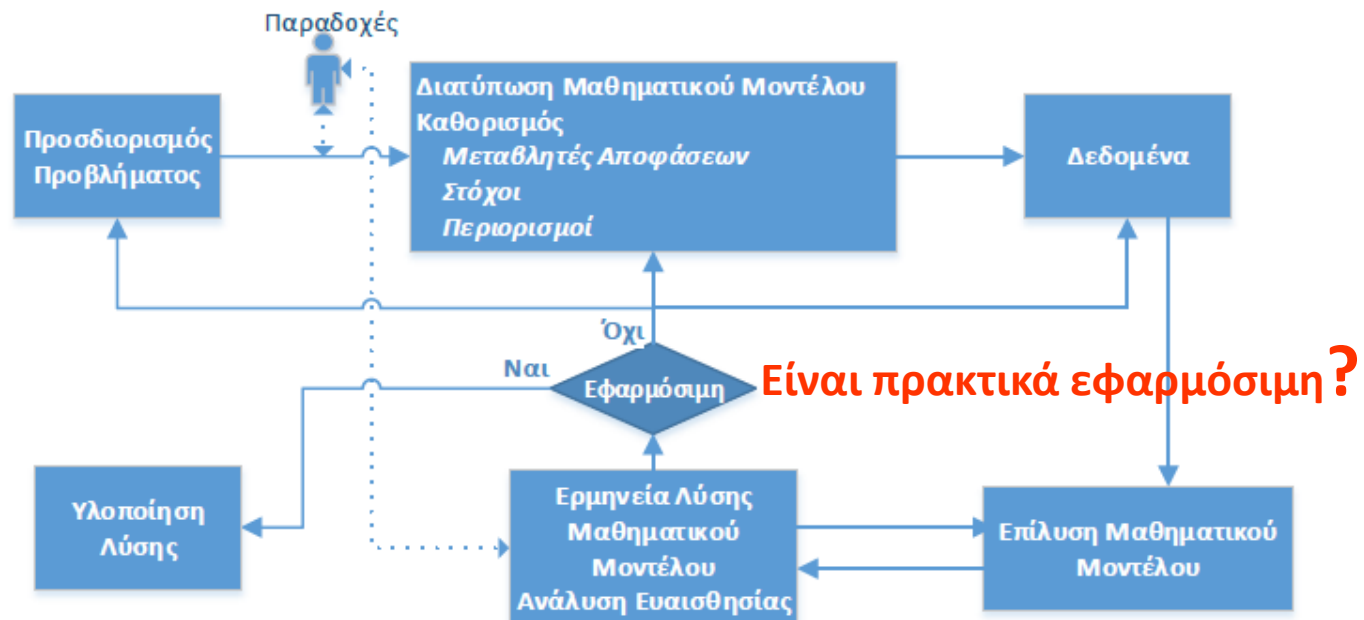 Παραδοχές
Προσδιορισμός
Προβλήματος
Διατύπωση Μαθηματικού Μοντέλου
Καθορισμός
Μεταβλητές Αποφάσεων
Στόχοι
Περιορισμοί
Δεδομένα
Όχι
Ναι
Εφαρμόσιμη
Είναι πρακτικά εφαρμόσιμη?
Υλοποίηση
Λύσης
Ερμηνεία Λύσης
Μαθηματικού
Μοντέλου
Ανάλυση Ευαισθησίας
Επίλυση Μαθηματικού
Μοντέλου